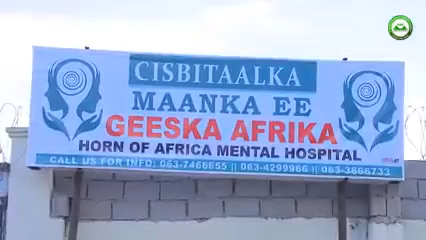 CISBITAALKA
MAANKA EE
GEESKA AFRIKA
HORN OF AFRICA MENTAL HOSPITAL
CALL US FOR INFO: 063-7466655 || 063-4299966 || 063-3866733